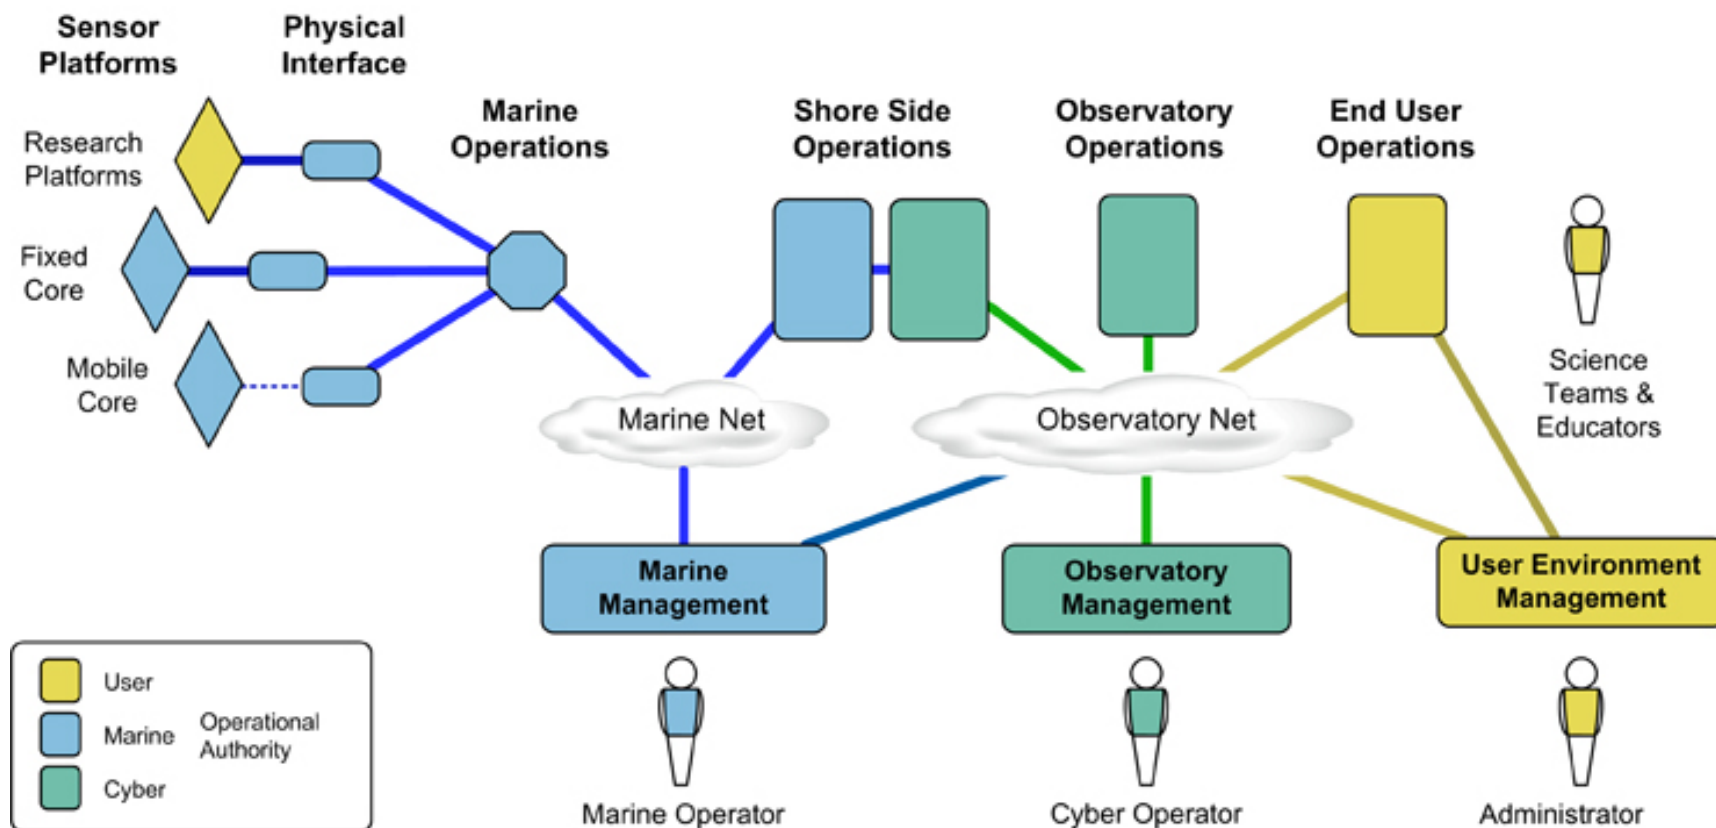 Sensor
Platforms
Physical
Interface
Marine
Operations
Shore Side
Operations
Observatory
Operations
End User
Operations
Research
Platforms
Fixed
Core
Mobile
Core
Marine Net
Observatory Net
Science
Teams &
Educators
Marine
Management
Observatory
Management
User Environment
Management
User
Marine
Cyber
Operational
Authority
Marine Operator
Cyber Operator
Administrator